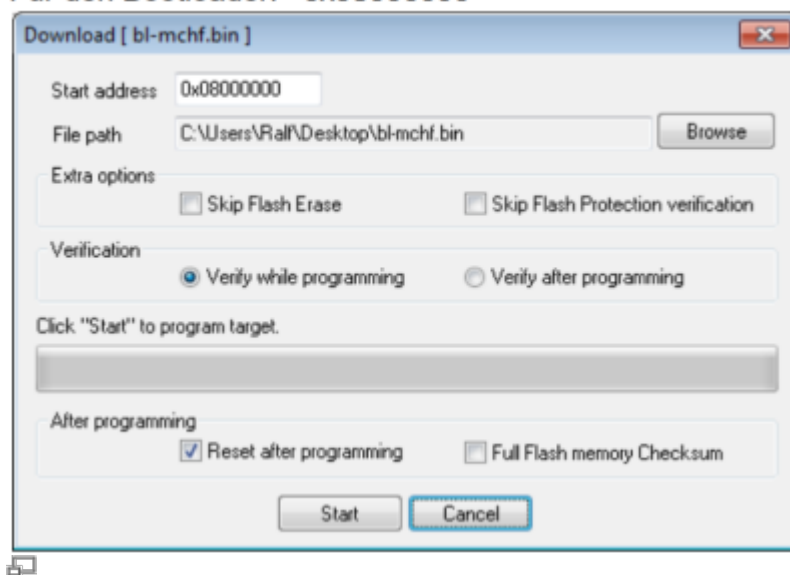 Download [ bl-mchf.bin ]
Start address 0x08000000
File path C:\Users\Ralf\Desktop\bl-mchf.bin Browse
Extra options
Skip Flash Erase Skip Flash Protection verification
Verification
Verify while programming Verify after programming
Click "Start" to program target.
After programming
Reset after programming Full Flash memory Checksum
Start Cancel